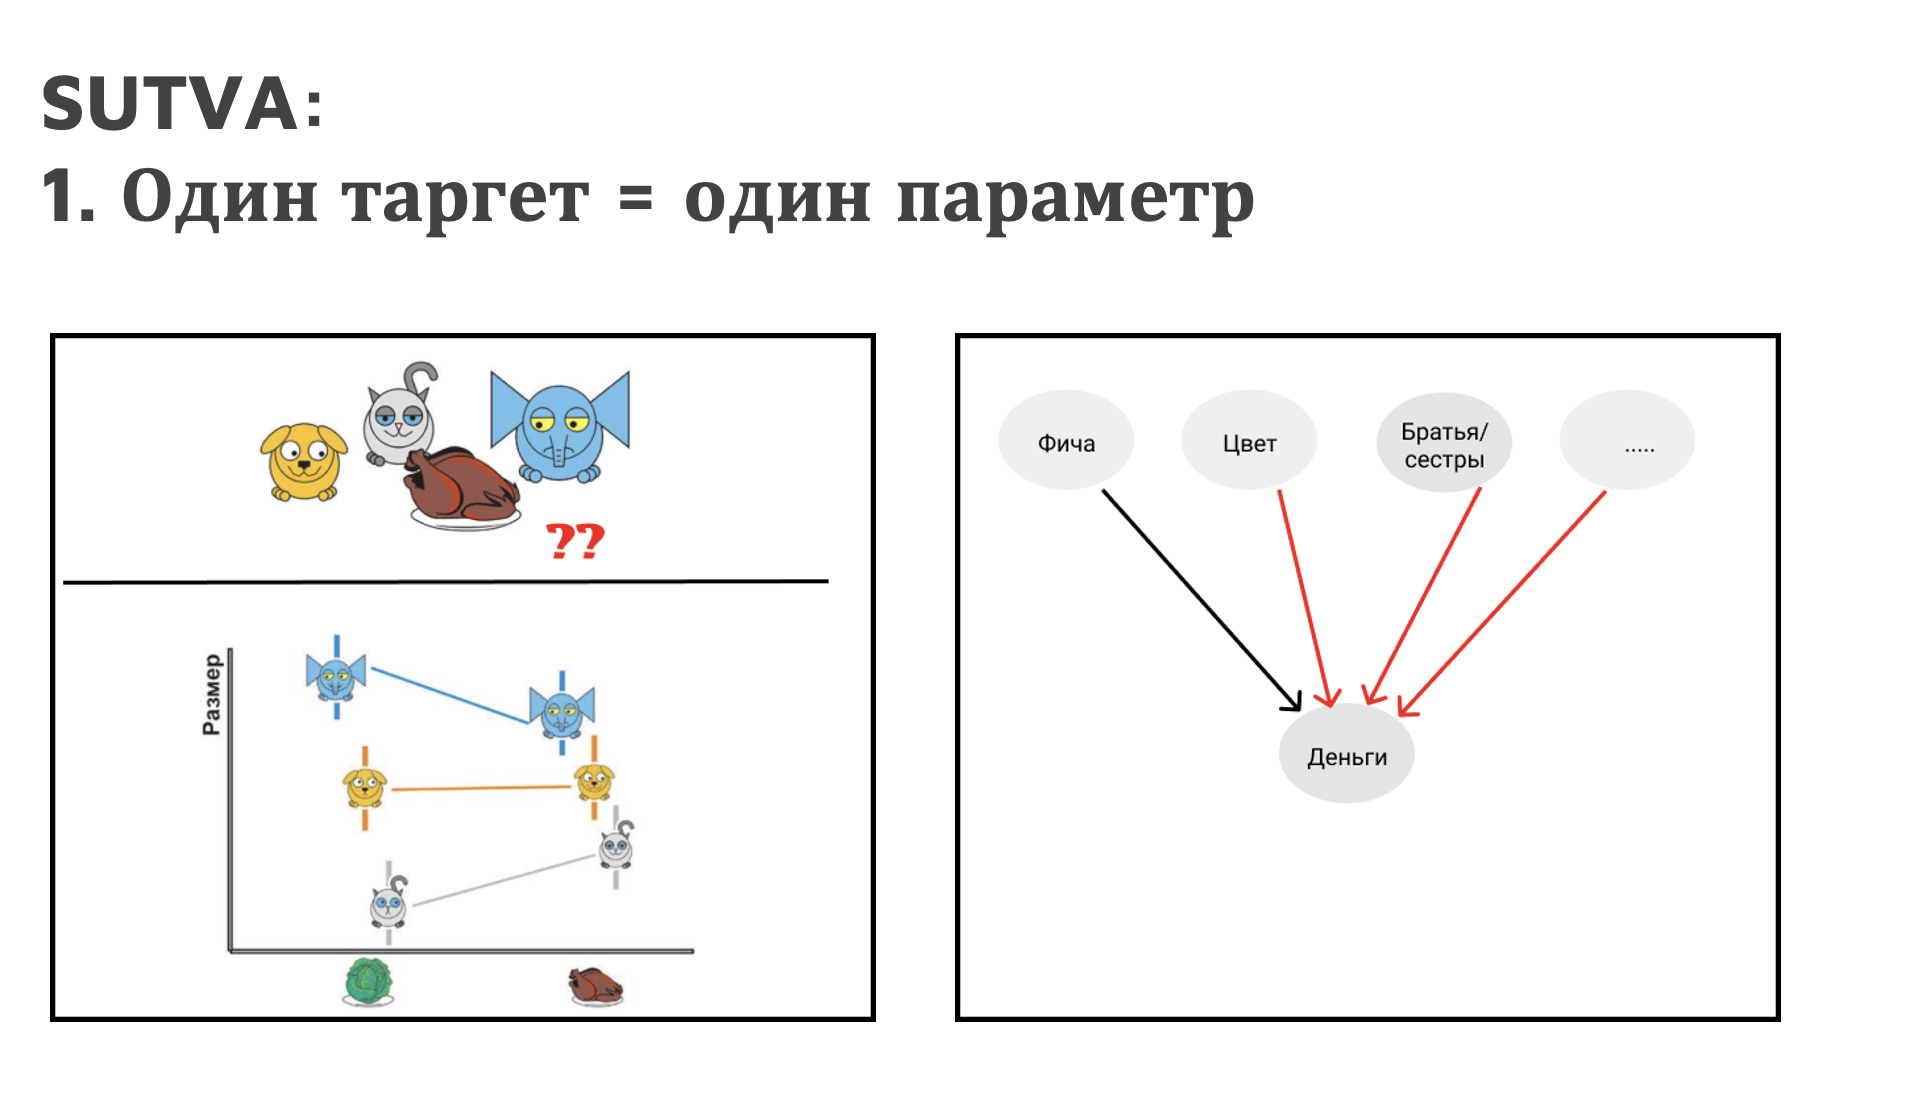 SUTVA:
1. Один таргет = один параметр
??
Размер
Фича
Цвет
Братья/
сестры
.....
Деньги